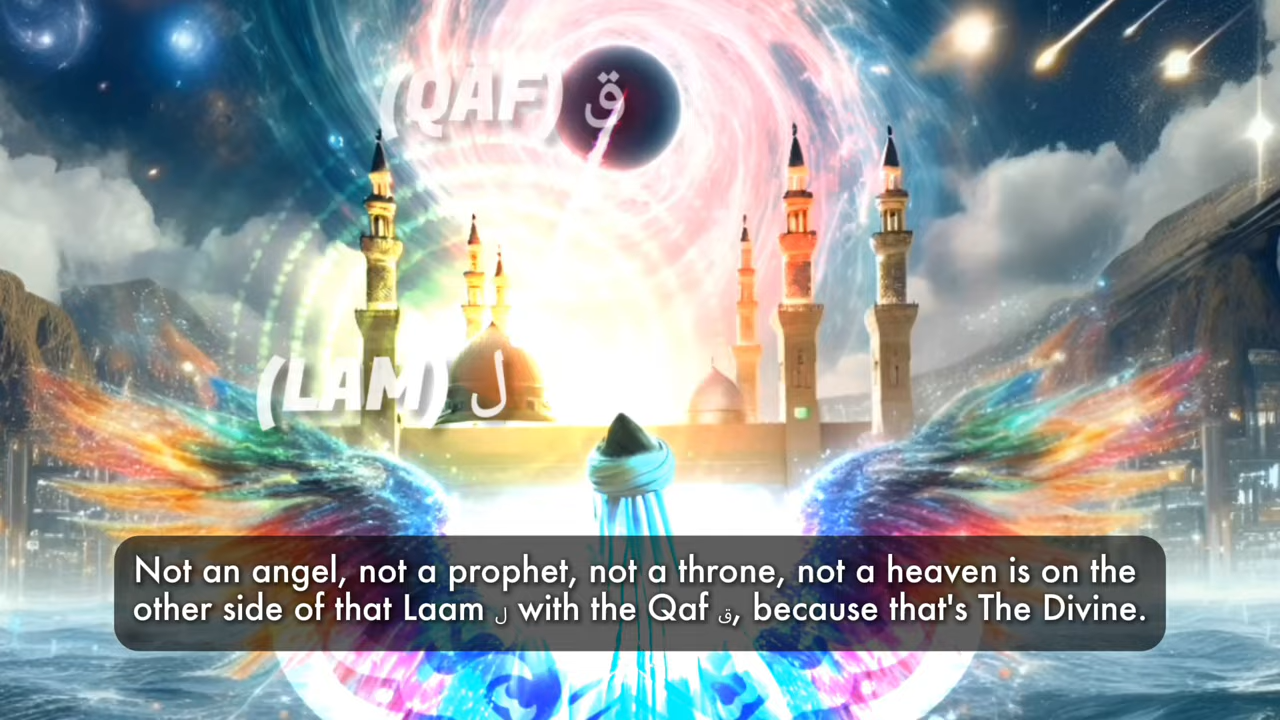 (QAF) ق
(LAM) ل
Not an angel, not a prophet, not a throne, not a heaven is on the
other side of that Laam ل with the Qaf ق, because that's The Divine.